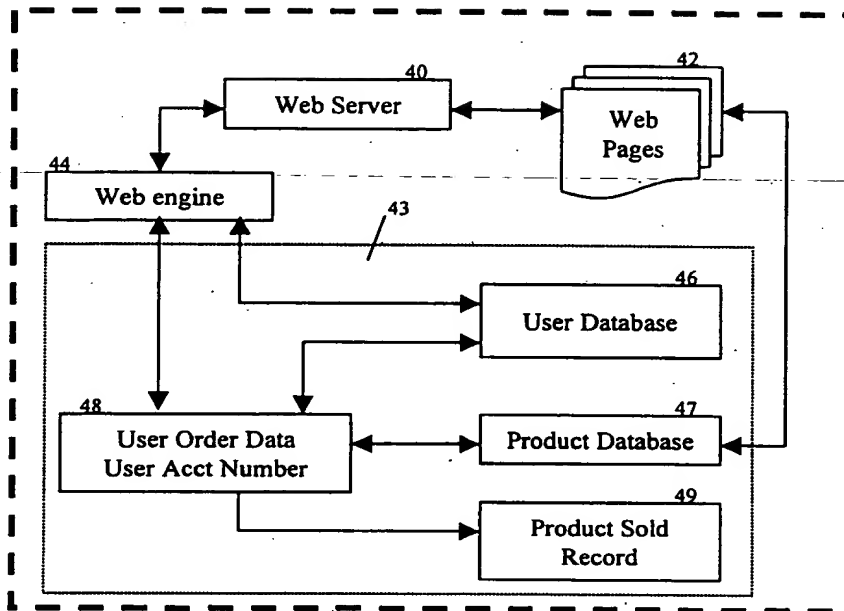 40
Web Server
42
Web
Pages
44
Web engine
43
46
User Database
48
User Order Data
User Acct Number
47
Product Database
49
Product Sold
Record